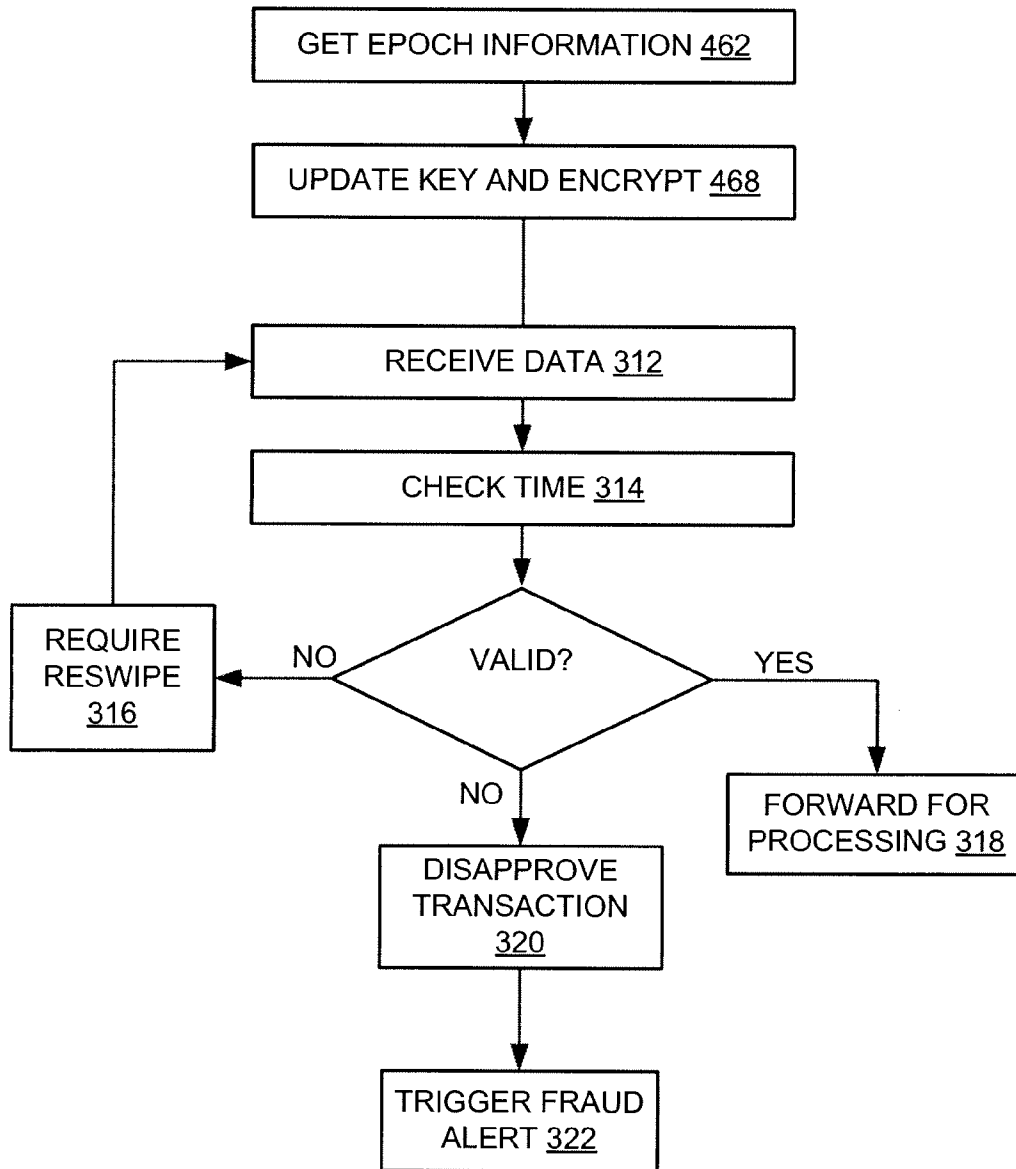 GET EPOCH INFORMATION 462
UPDATE KEY AND ENCRYPT 468
RECEIVE DATA 312
CHECK TIME 314
REQUIRE
RESWIPE
316
NO
VALID?
YES
NO
FORWARD FOR
PROCESSING 318
DISAPPROVE
TRANSACTION
320
TRIGGER FRAUD
ALERT 322